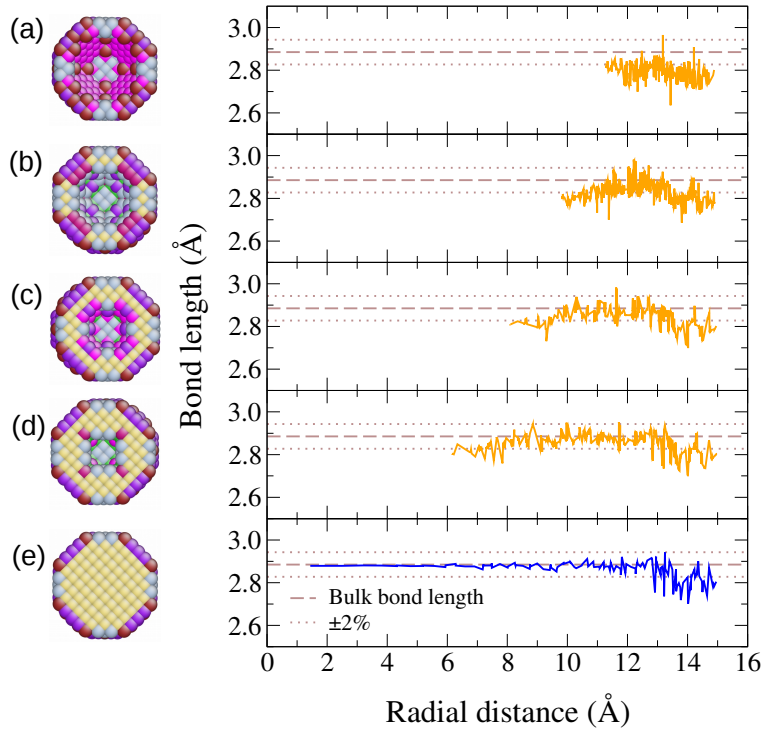 (a)
3.0
2.8
2.6
(b)
3.0
2.8
2.6
(c)
3.0
2.8
2.6
(d)
3.0
2.8
2.6
(e)
3.0
2.8
2.6
Bond length (Å)
Bulk bond length
±2%
0 2 4 6 8 10 12 14 16
Radial distance (Å)